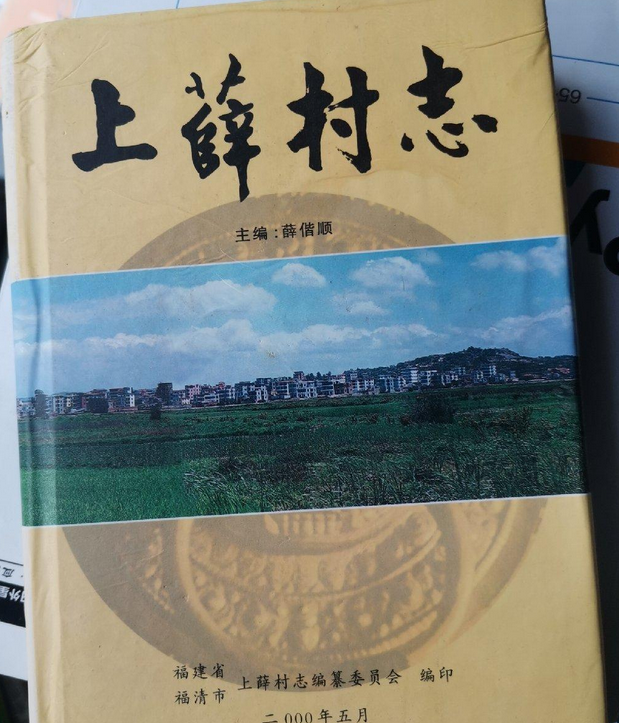 上薛村志
主编:薛偕顺
福建省
福清市
上薛村志编纂委员会 编印
二000年五月
65